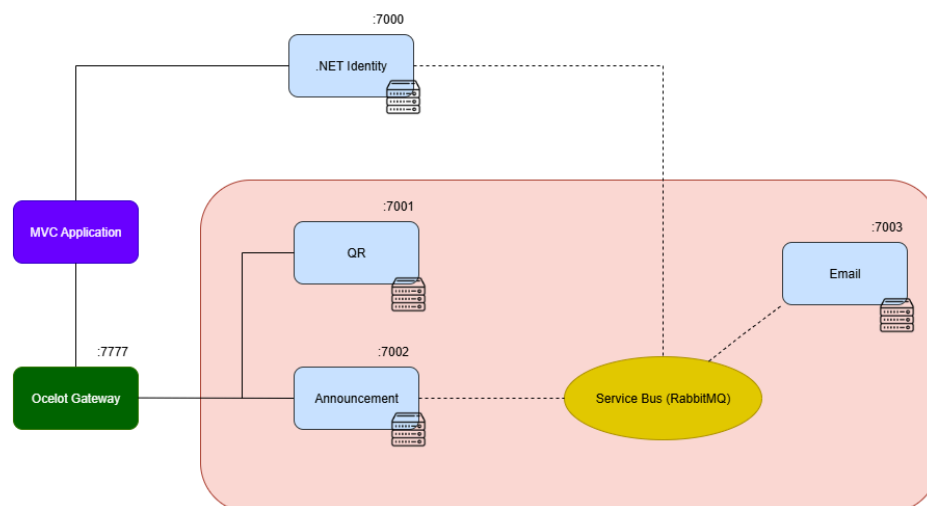 :7000
.NET Identity
:7001
MVC Application
QR
:7003
Email
:7777
:7002
Ocelot Gateway
Announcement
Service Bus (RabbitMQ)